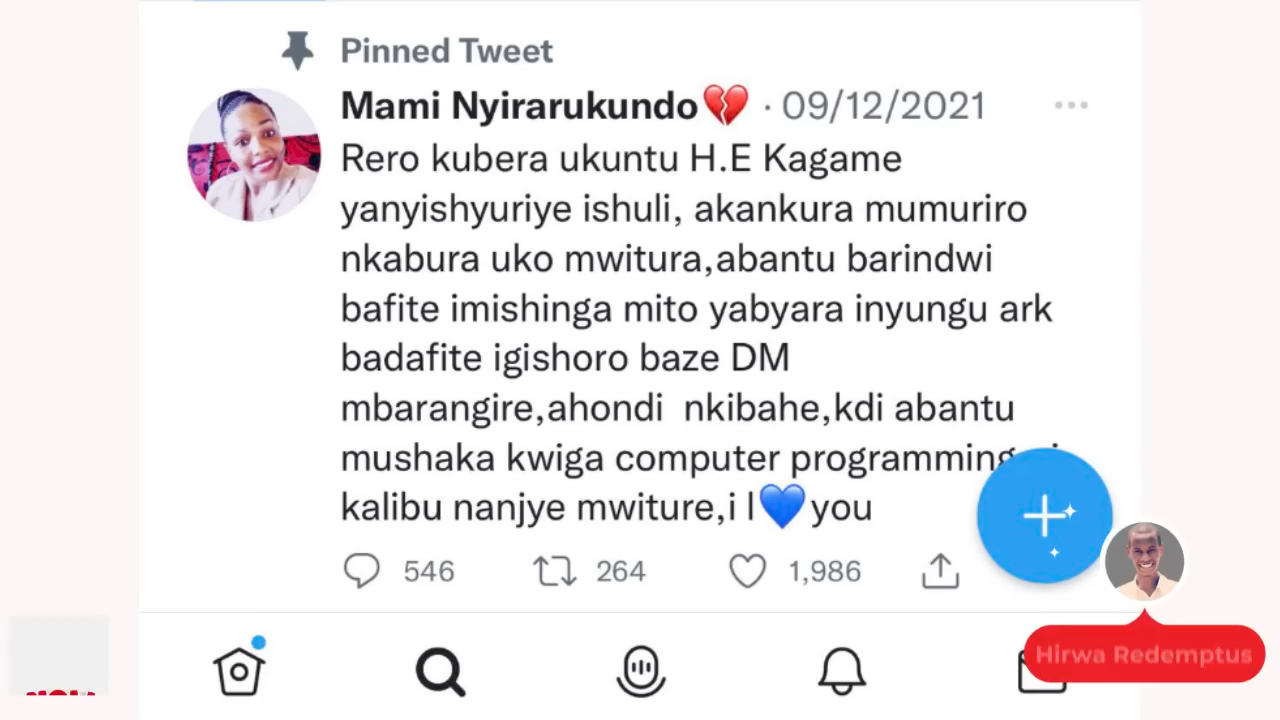 Pinned Tweet
Mami Nyirarukundo💔 · 09/12/2021
Rero kubera ukuntu H.E Kagame
yanyishyuriye ishuli, akankura mumuriro
nkabura uko mwitura,abantu barindwi
bafite imishinga mito yabyara inyungu ark
badafite igishoro baze DM
mbarangire,ahondi nkibahe,kdi abantu
mushaka kwiga computer programming
kalibu nanjye mwiture,i l💙you
546 264 1,986
Hirwa Redemptus